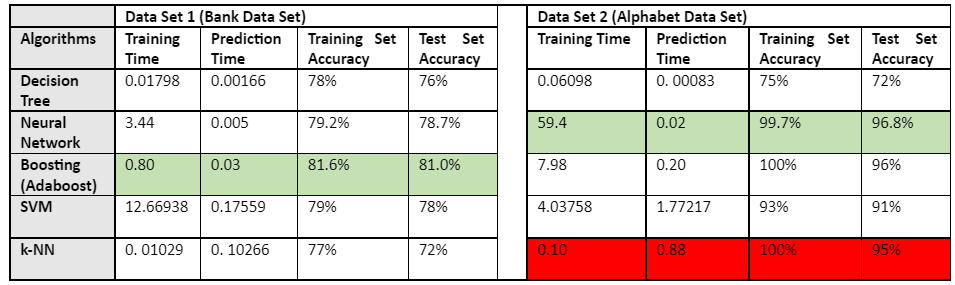 Data Set 1 (Bank Data Set) Data Set 2 (Alphabet Data Set)
Algorithms Training Time Prediction Time Training Set Accuracy Test Set Accuracy Training Time Prediction Time Training Set Accuracy Test Set Accuracy
Decision Tree 0.01798 0.00166 78% 76% 0.06098 0. 00083 75% 72%
Neural Network 3.44 0.005 79.2% 78.7% 59.4 0.02 99.7% 96.8%
Boosting (Adaboost) 0.80 0.03 81.6% 81.0% 7.98 0.20 100% 96%
SVM 12.66938 0.17559 79% 78% 4.03758 1.77217 93% 91%
k-NN 0. 01029 0. 10266 77% 72% 0.10 0.88 100% 95%